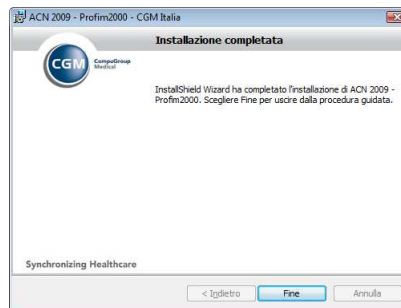 ACN 2009 - Profim2000 - CGM Italia
Installazione completata
CGM CompuGroup
Medical
InstallShield Wizard ha completato l'installazione di ACN 2009 -
Profim2000. Scegliere Fine per uscire dalla procedura guidata.
Synchronizing Healthcare
< Indietro Fine Annulla